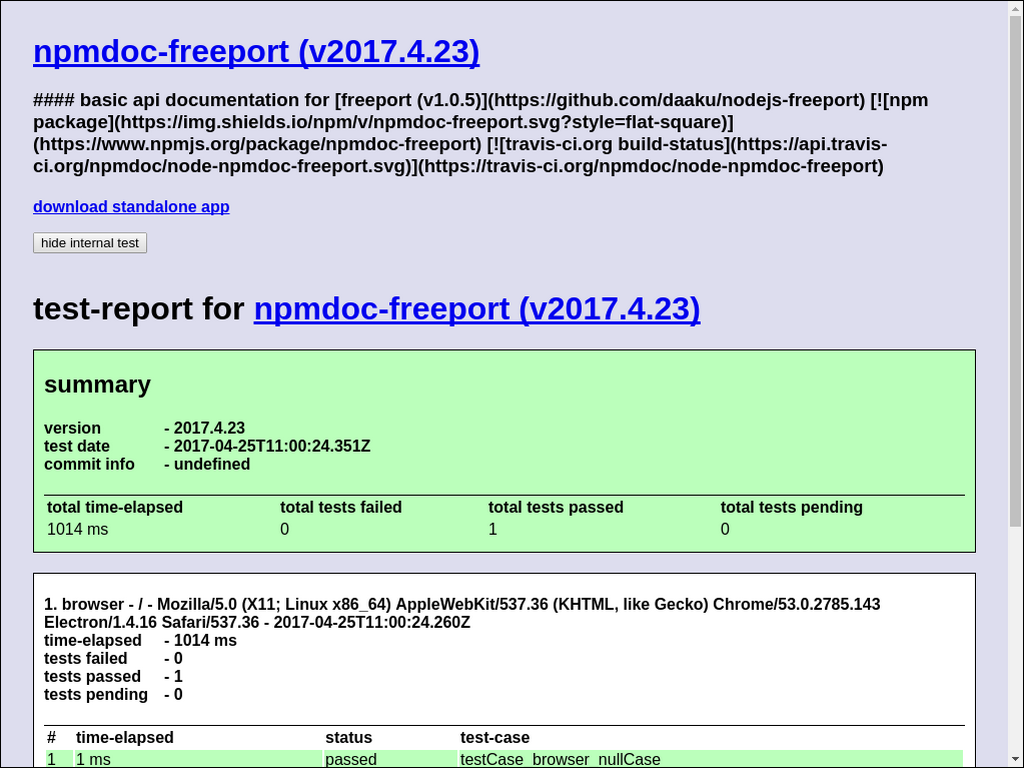 npmdoc-freeport (v2017.4.23)
#### basic api documentation for [freeport (v1.0.5)](https://github.com/daaku/nodejs-freeport) [![npm
package](https://img.shields.io/npm/v/npmdoc-freeport.svg?style=flat-square)]
(https://www.npmjs.org/package/npmdoc-freeport) [![travis-ci.org build-status](https://api.travis-
ci.org/npmdoc/node-npmdoc-freeport.svg)](https://travis-ci.org/npmdoc/node-npmdoc-freeport)
download standalone app
hide internal test
test-report for npmdoc-freeport (v2017.4.23)
summary
version - 2017.4.23
test date - 2017-04-25T11:00:24.351Z
commit info - undefined
total time-elapsed total tests failed total tests passed total tests pending
1014 ms 0 1 0
1. browser - / - Mozilla/5.0 (X11; Linux x86_64) AppleWebKit/537.36 (KHTML, like Gecko) Chrome/53.0.2785.143
Electron/1.4.16 Safari/537.36 - 2017-04-25T11:00:24.260Z
time-elapsed - 1014 ms
tests failed - 0
tests passed - 1
tests pending - 0
# time-elapsed status test-case
1 1 ms passed testCase_browser_nullCase